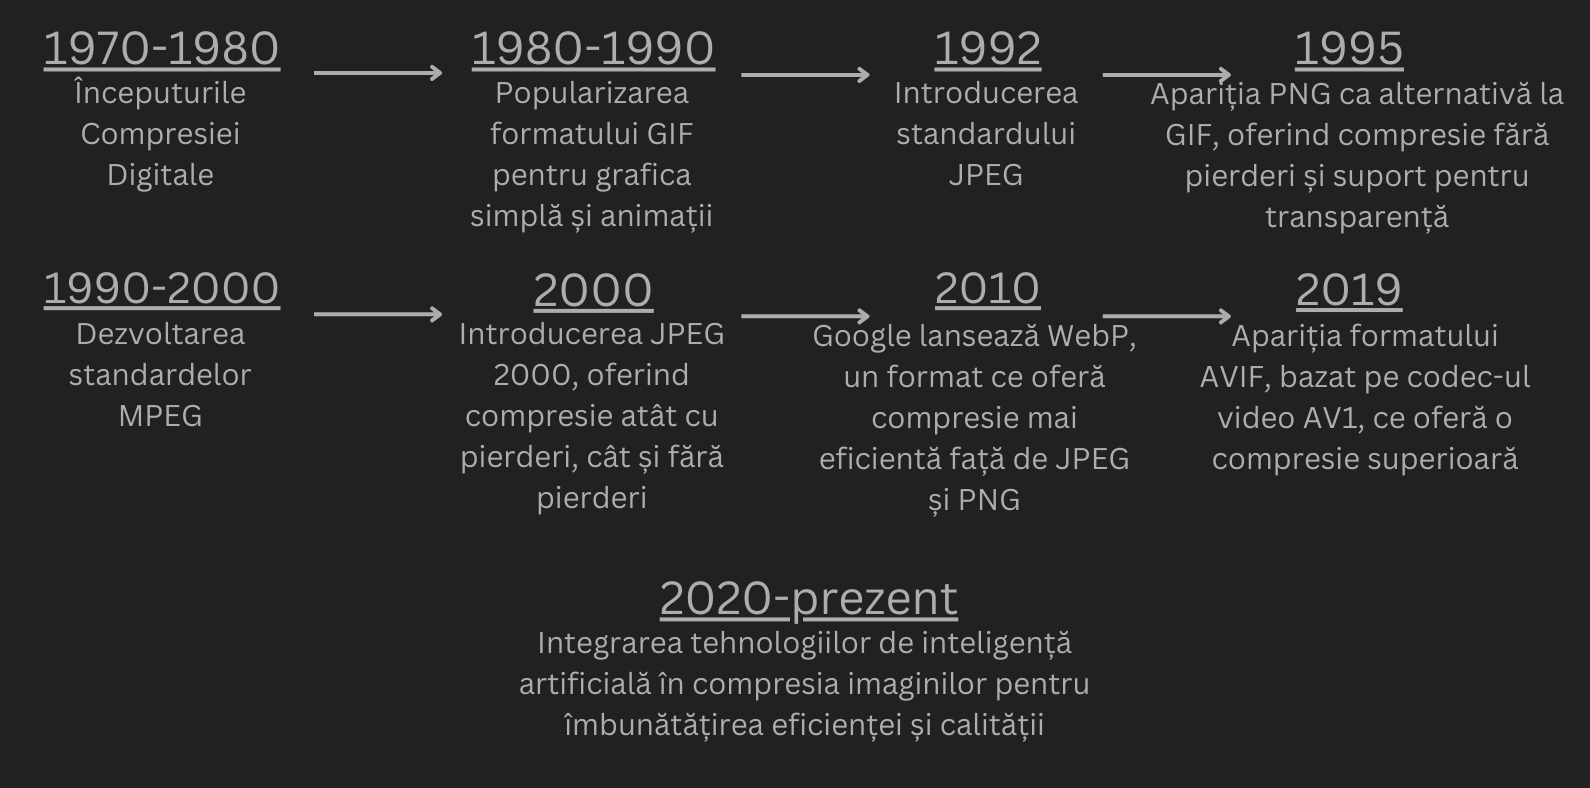 1970-1980
Începuturile
Compresiei
Digitale
1980-1990
Popularizarea
formatului GIF
pentru grafica
simplă și animații
1992
Introducerea
standardului
JPEG
1995
Apariția PNG ca alternativă la
GIF, oferind compresie fără
pierderi și suport pentru
transparență
1990-2000
Dezvoltarea
standardelor
MPEG
2000
Introducerea JPEG
2000, oferind
compresie atât cu
pierderi, cât și fără
pierderi
2010
Google lansează WebP,
un format ce oferă
compresie mai
eficientă față de JPEG
și PNG
2019
Apariția formatului
AVIF, bazat pe codec-ul
video AV1, ce oferă o
compresie superioară
2020-prezent
Integrarea tehnologiilor de inteligență
artificială în compresia imaginilor pentru
îmbunătățirea eficienței și calității